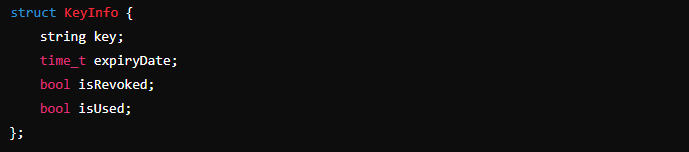 struct KeyInfo {
    string key;
    time_t expiryDate;
    bool isRevoked;
    bool isUsed;
};